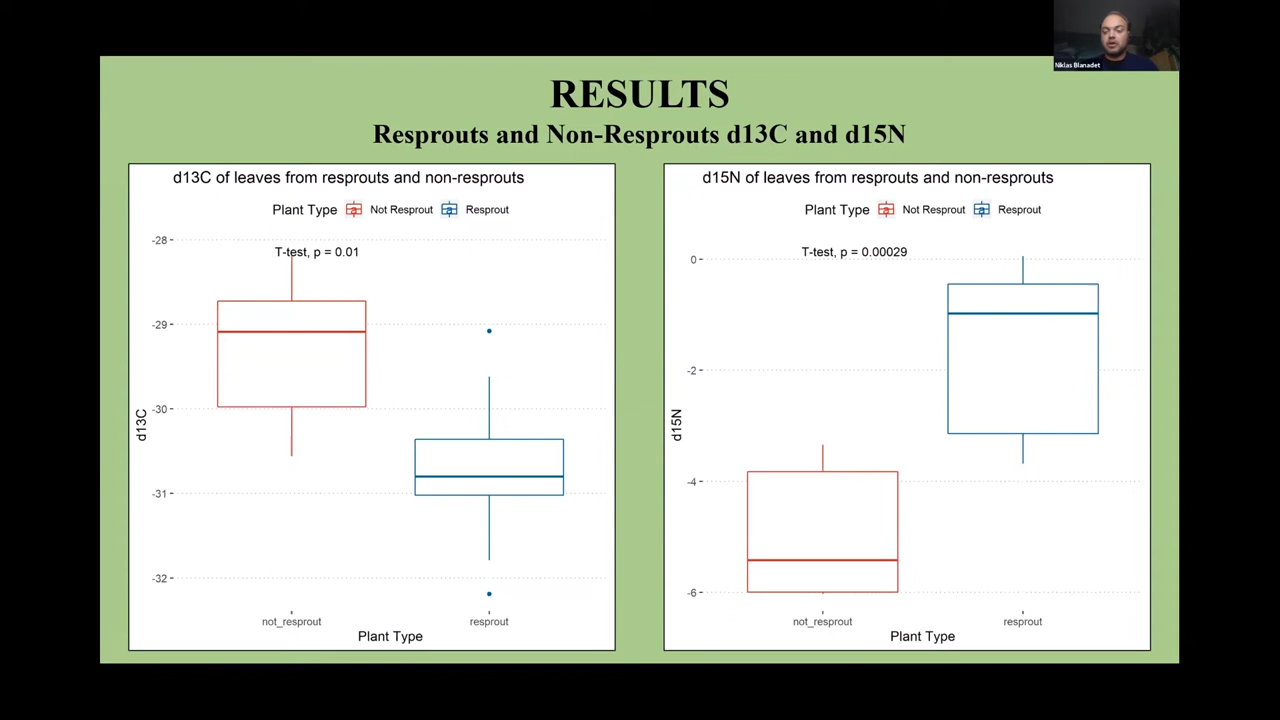 Niklas Blanadet
RESULTS
Resprouts and Non-Resprouts d13C and d15N
d13C of leaves from resprouts and non-resprouts
Plant Type a Not Resprout a Resprout
T-test, p = 0.01
-28
-29
-30
-31
-32
d13C
not_resprout resprout
Plant Type
d15N of leaves from resprouts and non-resprouts
Plant Type a Not Resprout a Resprout
T-test, p = 0.00029
0
-2
-4
-6
d15N
not_resprout resprout
Plant Type